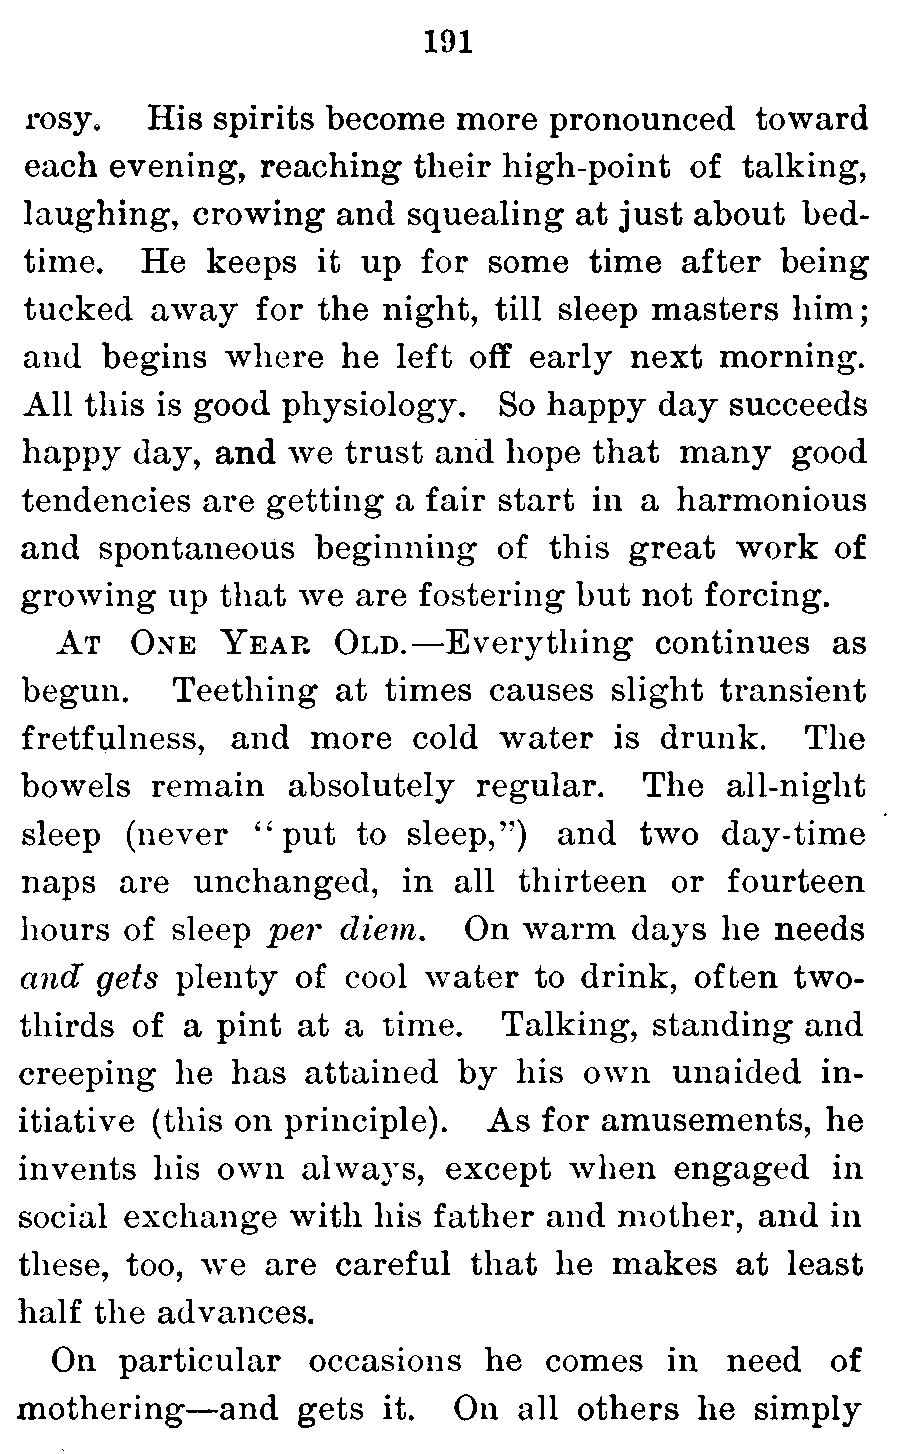 191
rosy. His spirits become more pronounced toward
each evening, reaching their high-point of talking,
laughing, crowing and squealing at just about bed-
time. He keeps it up for some time after being
tucked away for the night, till sleep masters him;
and begins where he left off early next morning.
All this is good physiology. So happy day succeeds
happy day, and we trust and hope that many good
tendencies are getting a fair start in a harmonious
and spontaneous beginning of this great work of
growing up that we are fostering but not forcing.
At One Year Old.—Everything continues as
begun. Teething at times causes slight transient
fretfulness, and more cold water is drunk. The
bowels remain absolutely regular. The all-night
sleep (never “put to sleep,”) and two day-time
naps are unchanged, in all thirteen or fourteen
hours of sleep per diem. On warm days he needs
and gets plenty of cool water to drink, often two-
thirds of a pint at a time. Talking, standing and
creeping he has attained by his own unaided in-
itiative (this on principle). As for amusements, he
invents his own always, except when engaged in
social exchange with his father and mother, and in
these, too, we are careful that he makes at least
half the advances.
On particular occasions he comes in need of
mothering—and gets it. On all others he simply